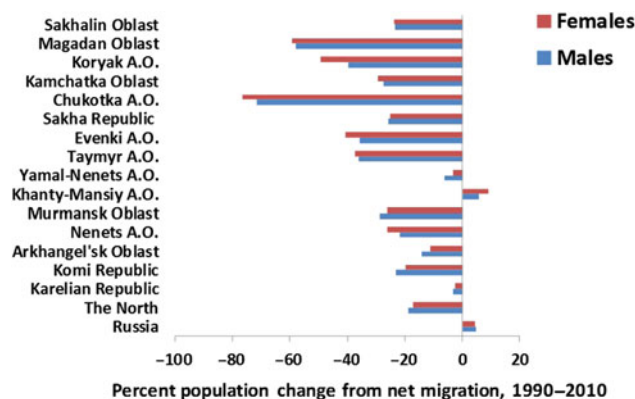 Sakhalin Oblast
Magadan Oblast
Koryak A.O.
Kamchatka Oblast
Chukotka A.O.
Sakha Republic
Evenki A.O.
Taymyr A.O.
Yamal-Nenets A.O.
Khanty-Mansiy A.O.
Murmansk Oblast
Nenets A.O.
Arkhangel'sk Oblast
Komi Republic
Karelian Republic
The North
Russia
Females
Males
−100 −80 −60 −40 −20 0 20
Percent population change from net migration, 1990–2010